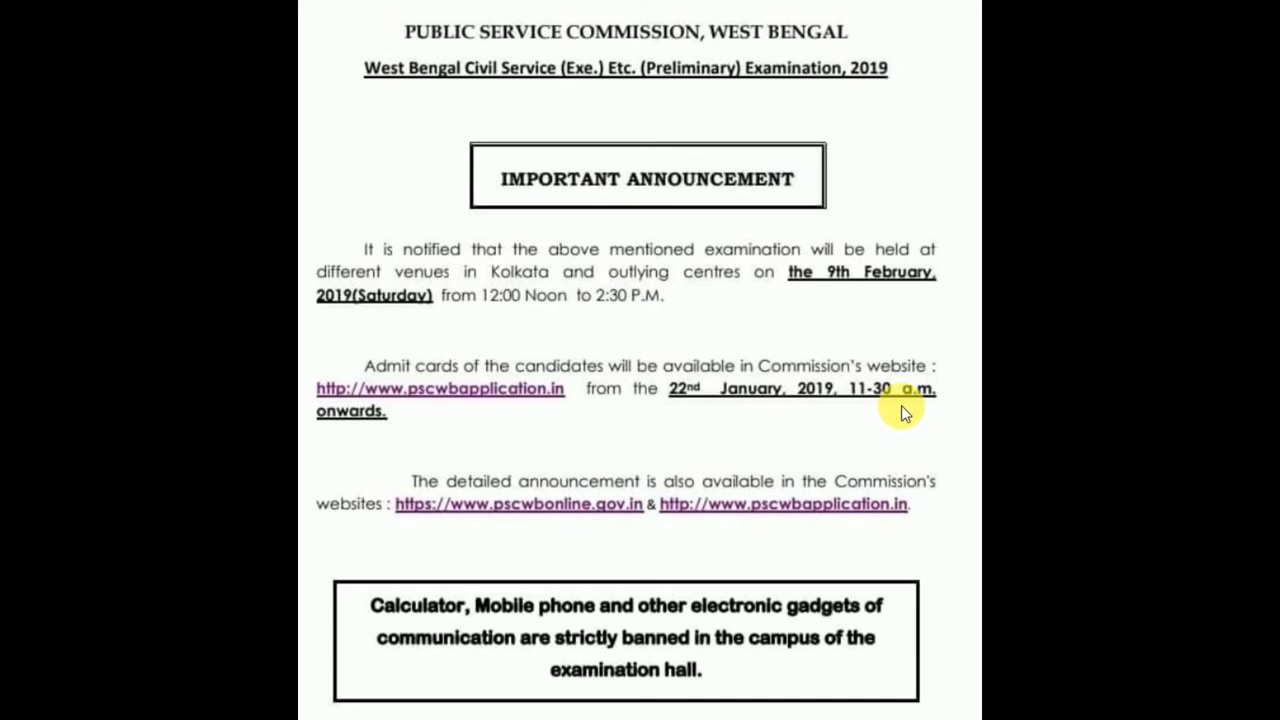 PUBLIC SERVICE COMMISSION, WEST BENGAL
West Bengal Civil Service (Exe.) Etc. (Preliminary) Examination, 2019
IMPORTANT ANNOUNCEMENT
It is notified that the above mentioned examination will be held at
different venues in Kolkata and outlying centres on the 9th February,
2019(Saturday) from 12:00 Noon to 2:30 P.M.
Admit cards of the candidates will be available in Commission's website :
http://www.pscwbapplication.in from the 22nd January, 2019, 11-30 a.m.
onwards.
The detailed announcement is also available in the Commission's
websites : https://www.pscwbonline.gov.in & http://www.pscwbapplication.in.
Calculator, Mobile phone and other electronic gadgets of
communication are strictly banned in the campus of the
examination hall.